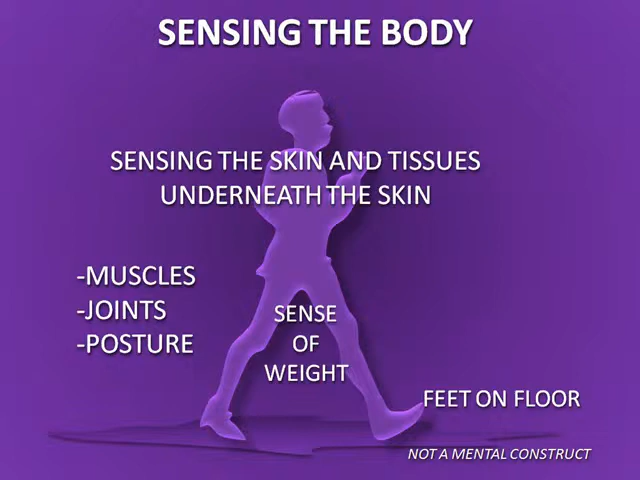 SENSING THE BODY
SENSING THE SKIN AND TISSUES
UNDERNEATH THE SKIN
-MUSCLES
-JOINTS
-POSTURE
SENSE
OF
WEIGHT
FEET ON FLOOR
NOT A MENTAL CONSTRUCT